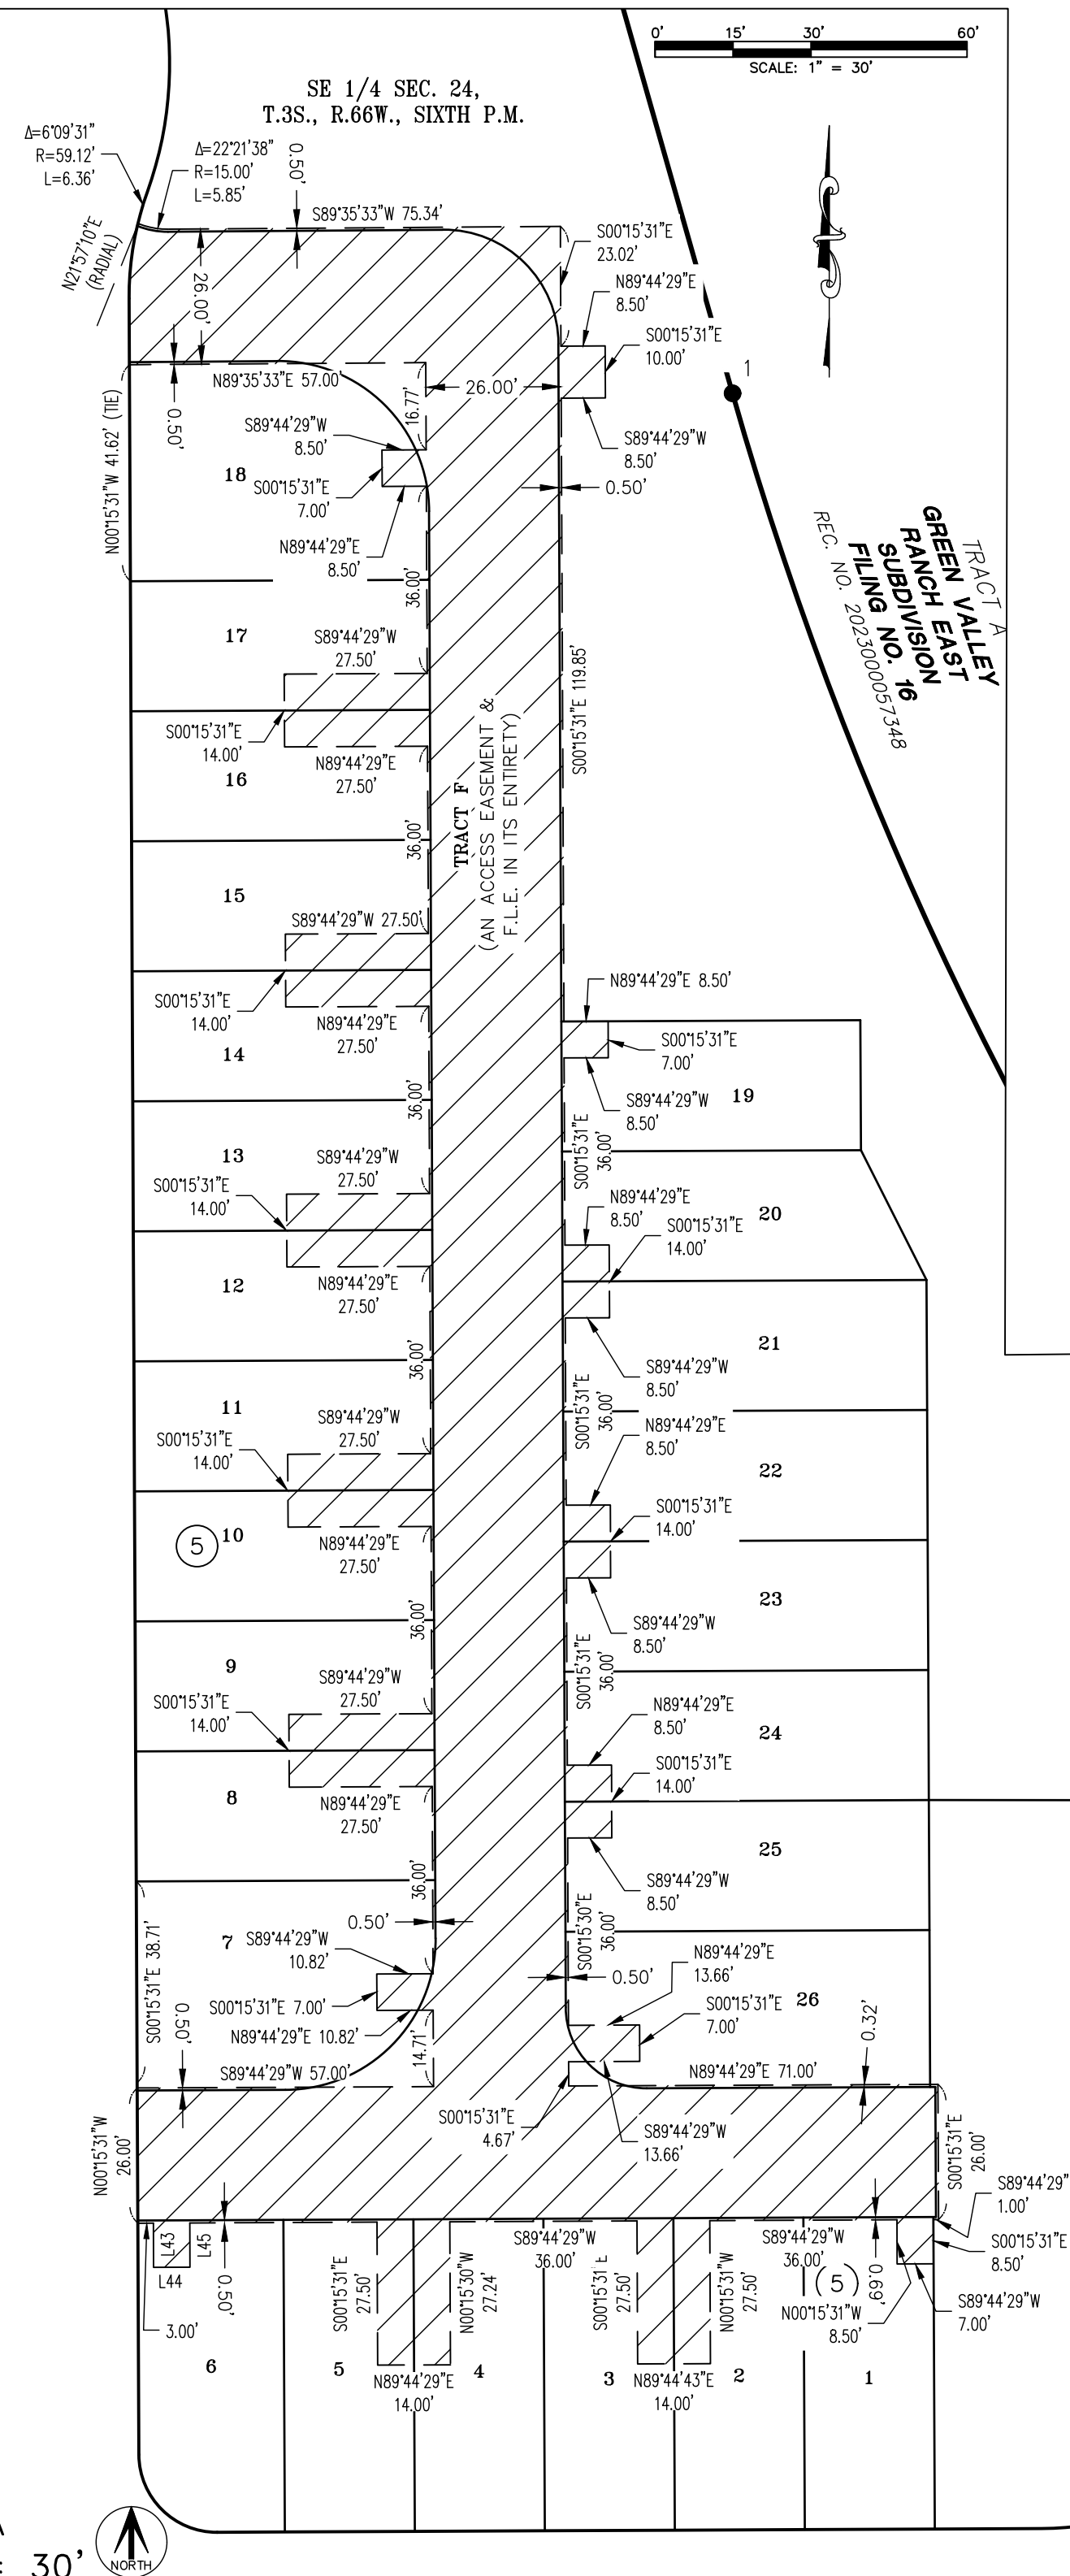 0' 15' 30' 60'
SCALE: 1" = 30'
SE 1/4 SEC. 24,
T.3S., R.66W., SIXTH P.M.
Δ=6°09'31"
R=59.12'
L=6.36'
Δ=22°21'38"
R=15.00'
L=5.85'
0.50'
S89°35'33"W 75.34'
N21°57'10"E
(RADIAL)
S00°15'31"E
23.02'
N89°44'29"E
8.50'
S00°15'31"E
10.00'
26.00'
1
N89°35'33"E 57.00'
26.00'
16.77'
0.50'
S89°44'29"W
8.50'
S89°44'29"W
8.50'
N00°15'31"W 41.62' (TIE)
18
S00°15'31"E
7.00'
0.50'
N89°44'29"E
8.50'
TRACT A
GREEN VALLEY
RANCH EAST
SUBDIVISION
FILING NO. 16
REC. NO. 2023000057348
36.00'
17
S89°44'29"W
27.50'
S00°15'31"E 119.85'
S00°15'31"E
14.00'
N89°44'29"E
27.50'
16
TRACT F
(AN ACCESS EASEMENT &
F.L.E. IN ITS ENTIRETY)
36.00'
15
S89°44'29"W 27.50'
S00°15'31"E
14.00'
N89°44'29"E
27.50'
14
N89°44'29"E 8.50'
S00°15'31"E
7.00'
19
S89°44'29"W
8.50'
36.00'
S00°15'31"E
36.00'
13
S89°44'29"W
27.50'
S00°15'31"E
14.00'
N89°44'29"E
8.50'
20
S00°15'31"E
14.00'
12
N89°44'29"E
27.50'
21
36.00'
S89°44'29"W
8.50'
S00°15'31"E
36.00'
11
S89°44'29"W
27.50'
S00°15'31"E
14.00'
N89°44'29"E
8.50'
22
S00°15'31"E
14.00'
5
10
N89°44'29"E
27.50'
23
36.00'
S89°44'29"W
8.50'
S00°15'31"E
36.00'
9
S89°44'29"W
27.50'
S00°15'31"E
14.00'
N89°44'29"E
8.50'
24
S00°15'31"E
14.00'
8
N89°44'29"E
27.50'
25
36.00'
S89°44'29"W
8.50'
0.50'
S00°15'30"E
36.00'
S00°15'31"E 38.71'
7
S89°44'29"W
10.82'
N89°44'29"E
13.66'
0.50'
S00°15'31"E 7.00'
S00°15'31"E
7.00'
26
0.50'
N89°44'29"E 10.82'
14.71'
0.32'
S89°44'29"W 57.00'
N89°44'29"E 71.00'
N00°15'31"W
26.00'
S00°15'31"E
4.67'
S89°44'29"W
13.66'
S00°15'31"E
26.00'
S89°44'29"
1.00'
L43
L45
L44
0.50'
3.00'
S89°44'29"W
36.00'
S89°44'29"W
36.00'
S00°15'31"E
8.50'
S00°15'31"E
27.50'
N00°15'30"W
27.24'
S00°15'31"E
27.50'
N00°15'31"W
27.50'
(5)
0.69'
N00°15'31"W
8.50'
S89°44'29"W
7.00'
6
5
4
3
2
1
N89°44'29"E
14.00'
N89°44'43"E
14.00'
30'
NORTH